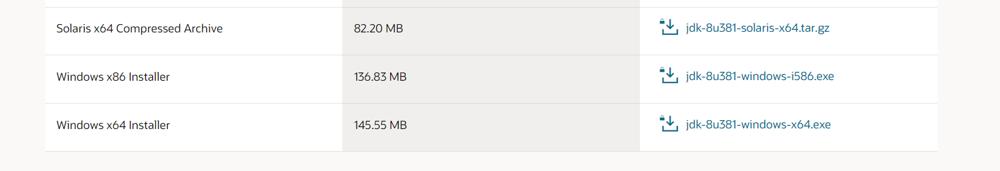 Solaris x64 Compressed Archive 82.20 MB jdk-8u381-solaris-x64.tar.gz
Windows x86 Installer 136.83 MB jdk-8u381-windows-i586.exe
Windows x64 Installer 145.55 MB jdk-8u381-windows-x64.exe